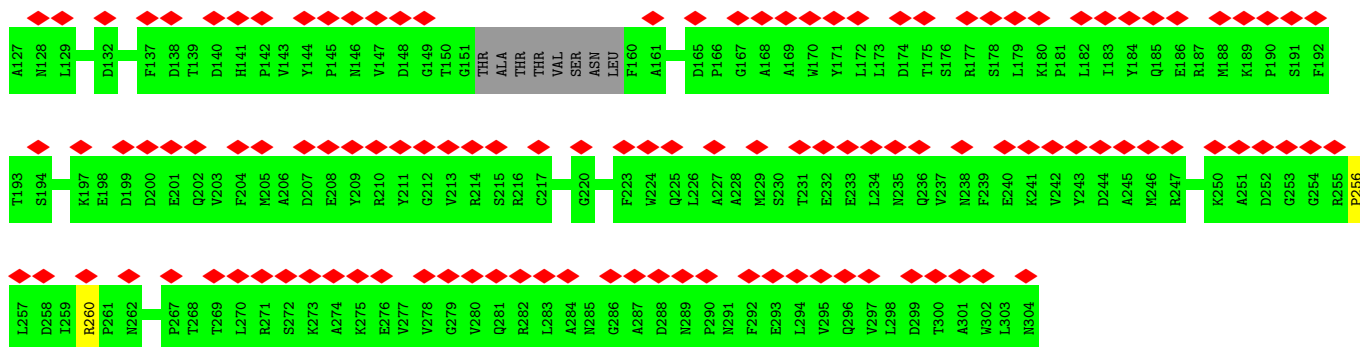 A127 N128 L129 D132 F137 D138 T139 D140 H141 P142 V143 Y144 P145 N146 V147 D148 G149 T150 G151 THR ALA THR THR VAL SER ASN LEU F160 A161 D165 P166 G167 A168 A169 W170 Y171 L172 L173 D174 T175 S176 R177 S178 L179 K180 P181 L182 I183 Y184 Q185 E186 R187 M188 K189 P190 S191 F192
T193 S194 K197 E198 D199 D200 E201 Q202 V203 F204 M205 A206 D207 E208 Y209 R210 Y211 G212 V213 R214 S215 R216 C217 G220 F223 W224 Q225 L226 A227 A228 M229 S230 T231 E232 E233 L234 N235 Q236 V237 N238 F239 E240 K241 V242 Y243 D244 A245 M246 R247 K250 A251 D252 G253 G254 R255 P256
L257 D258 I259 R260 P261 N262 P267 T268 T269 L270 R271 S272 K273 A274 K275 E276 V277 V278 G279 V280 Q281 R282 L283 A284 N285 G286 A287 D288 N289 P290 N291 F292 E293 L294 V295 Q296 V297 L298 D299 T300 A301 W302 L303 N304